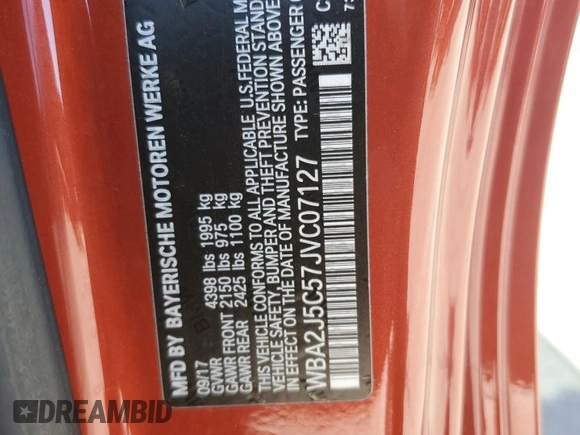 MFD BY BAYERISCHE MOTOREN WERKE AG
09/17
GVWR 4398 lbs 1995 kg
GAWR FRONT 2150 lbs 975 kg
GAWR REAR 2425 lbs 1100 kg
THIS VEHICLE CONFORMS TO ALL APPLICABLE U.S. FEDERAL M
VEHICLE SAFETY, BUMPER AND THEFT PREVENTION STAND
IN EFFECT ON THE DATE OF MANUFACTURE SHOWN ABOVE
WBA2J5C57JVC07127 TYPE: PASSENGER C
DREAMBID